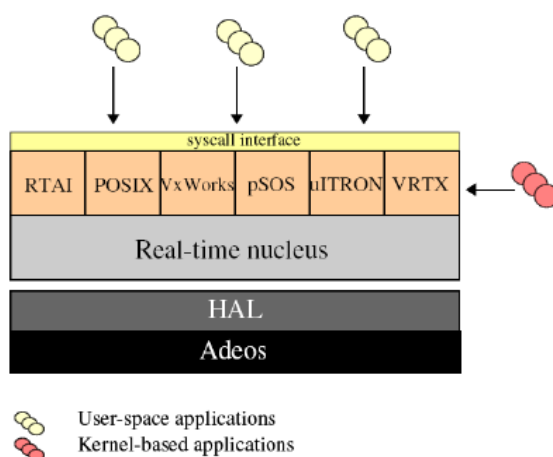 syscall interface
RTAI POSIX VxWorks pSOS uITRON VRTX
Real-time nucleus
HAL
Adeos
User-space applications
Kernel-based applications